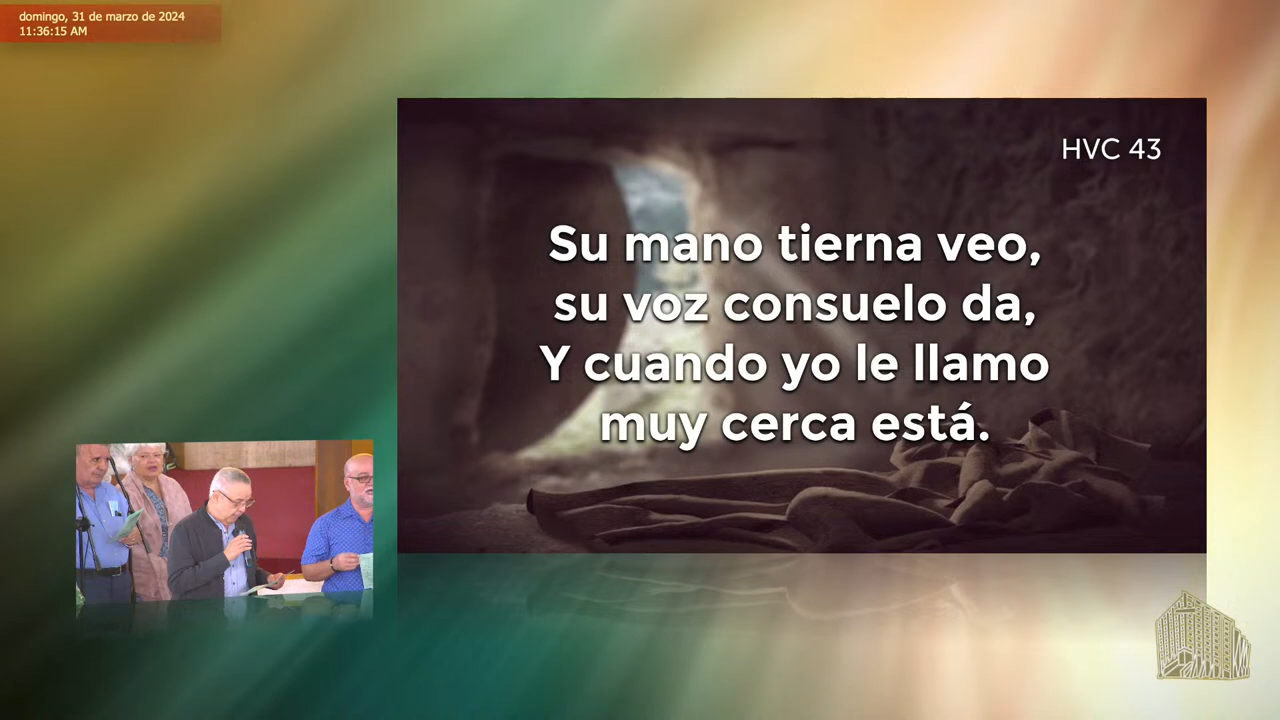 domingo, 31 de marzo de 2024
11:36:15 AM
HVC 43
Su mano tierna veo,
su voz consuelo da,
Y cuando yo le llamo
muy cerca está.